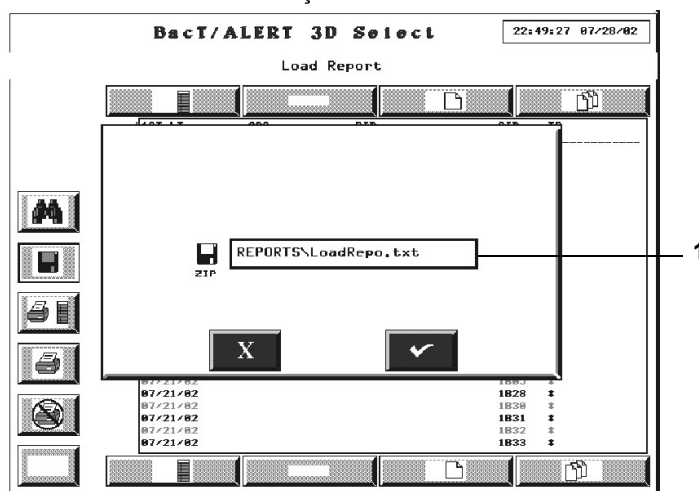 BacT/ALERT 3D Select
22:49:27 07/28/02
Load Report
REPORTS\LoadRepo.txt
1
ZIP
X
07/21/02
07/21/02 1B28 *
07/21/02 1B30 *
07/21/02 1B31 *
07/21/02 1B32 *
07/21/02 1B33 *